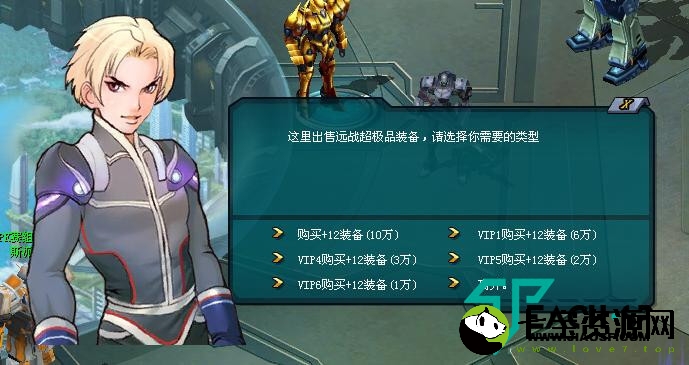 这里出售远战超极品装备，请选择你需要的类型
购买+12装备(10万)
VIP1购买+12装备(6万)
VIP4购买+12装备(3万)
VIP5购买+12装备(2万)
VIP6购买+12装备(1万)
www.love7.top